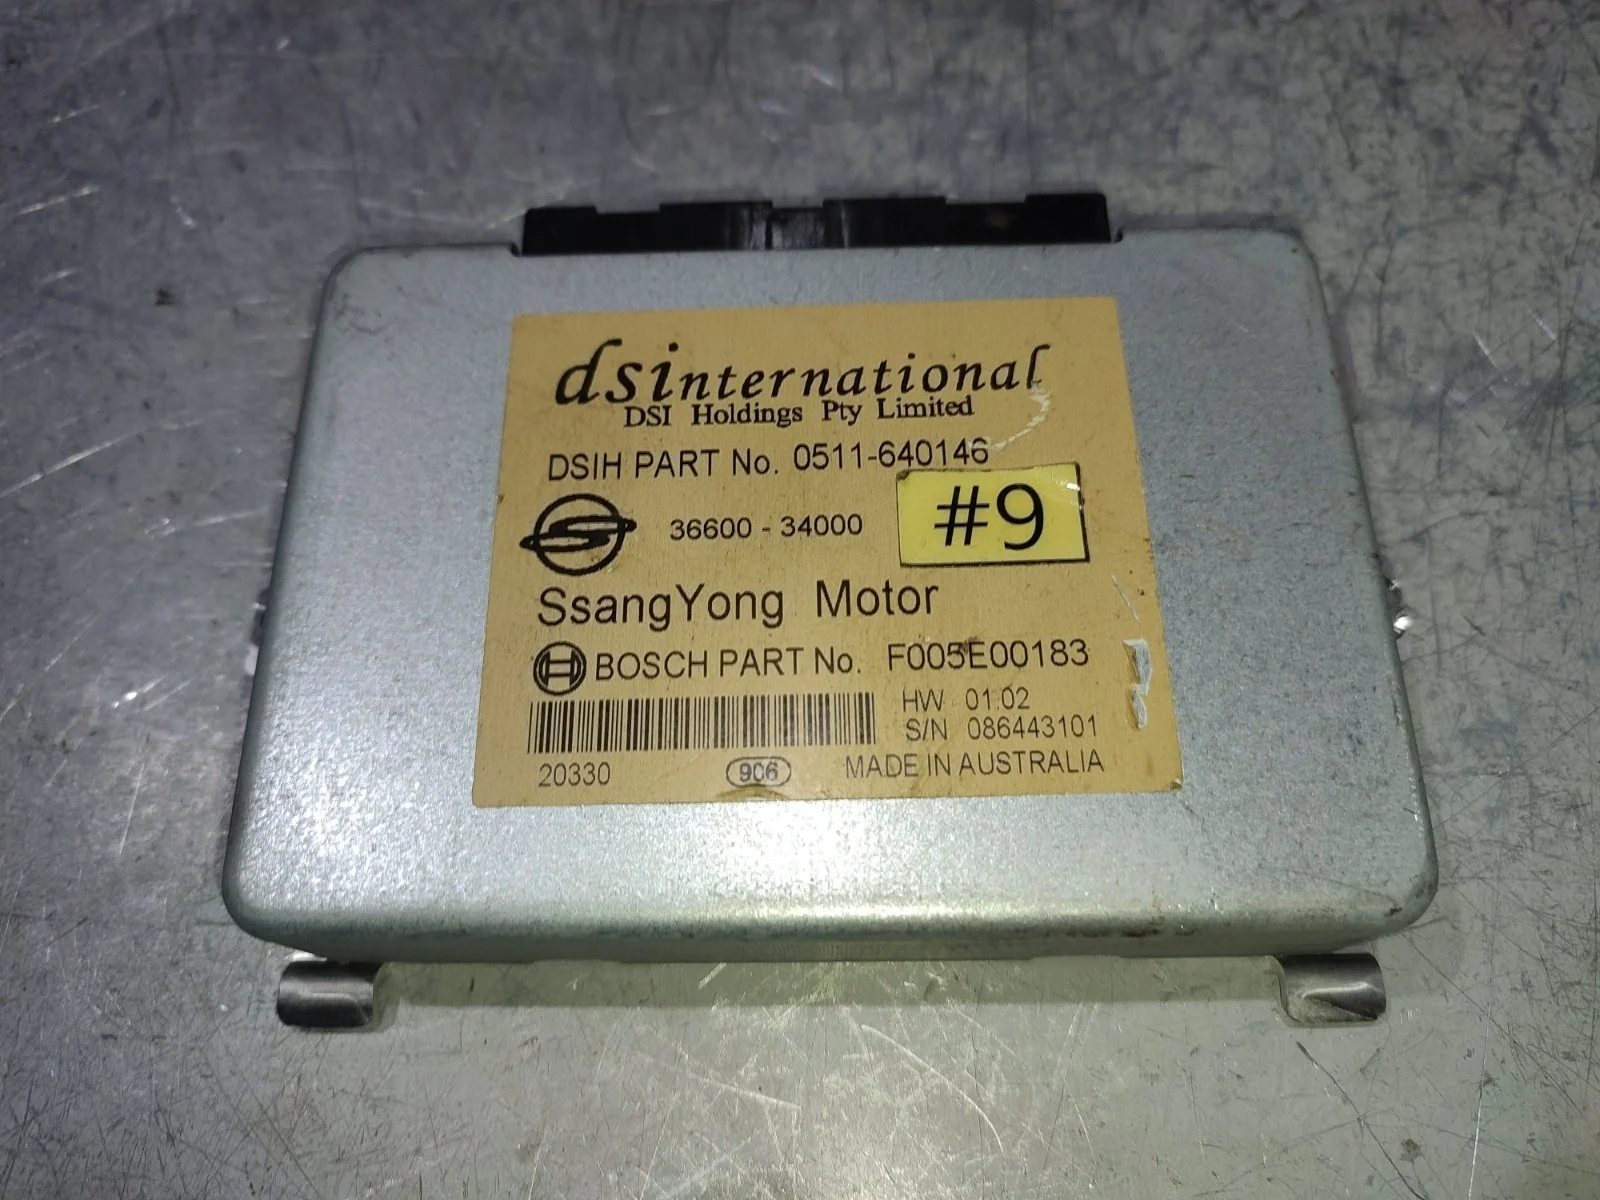 dsinternational
DSI Holdings Pty Limited
DSIH PART No. 0511-640146
36600 - 34000
#9
SsangYong Motor
BOSCH PART No. F005E00183
HW 01.02
S/N 086443101
20330
906
MADE IN AUSTRALIA